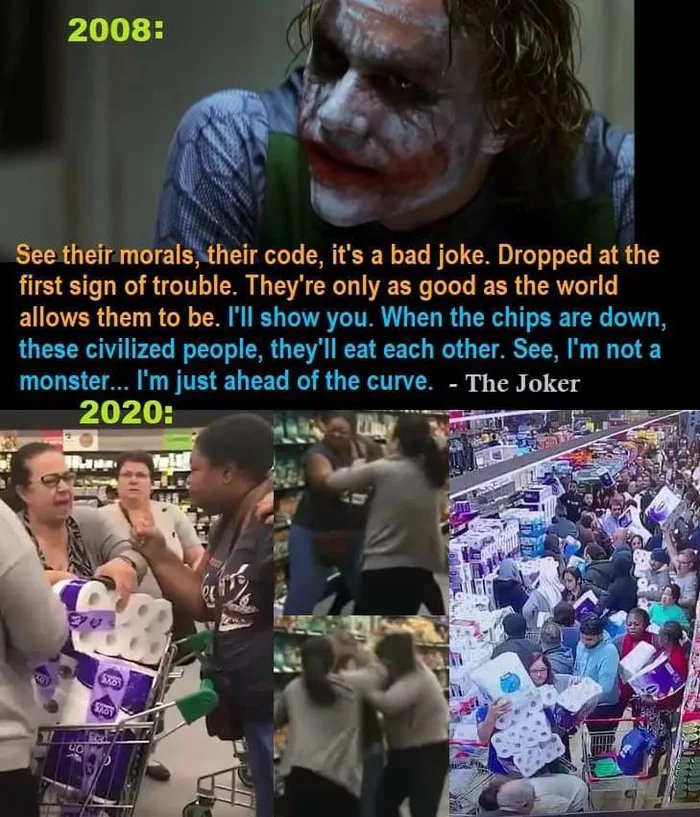 2008:
See their morals, their code, it's a bad joke. Dropped at the
first sign of trouble. They're only as good as the world
allows them to be. I'll show you. When the chips are down,
these civilized people, they'll eat each other. See, I'm not a
monster... I'm just ahead of the curve. - The Joker
2020: